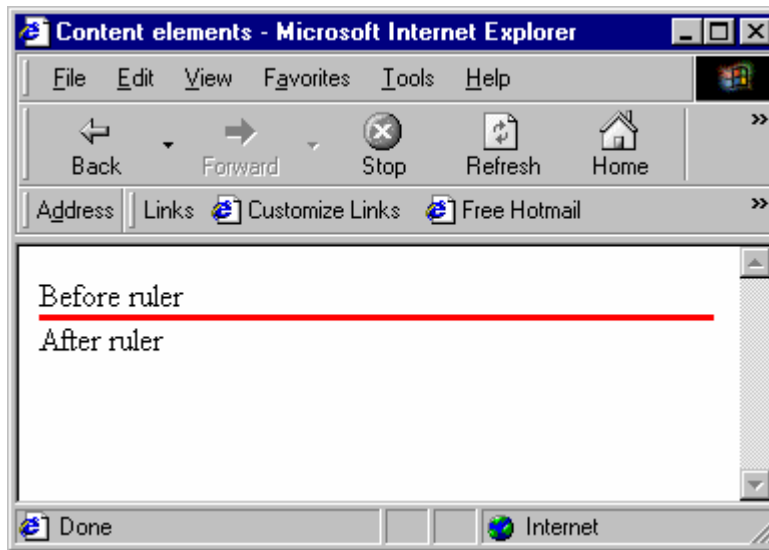 Content elements - Microsoft Internet Explorer
File Edit View Favorites Tools Help
Back Forward Stop Refresh Home »
Address Links Customize Links Free Hotmail »
Before ruler
After ruler
Done Internet